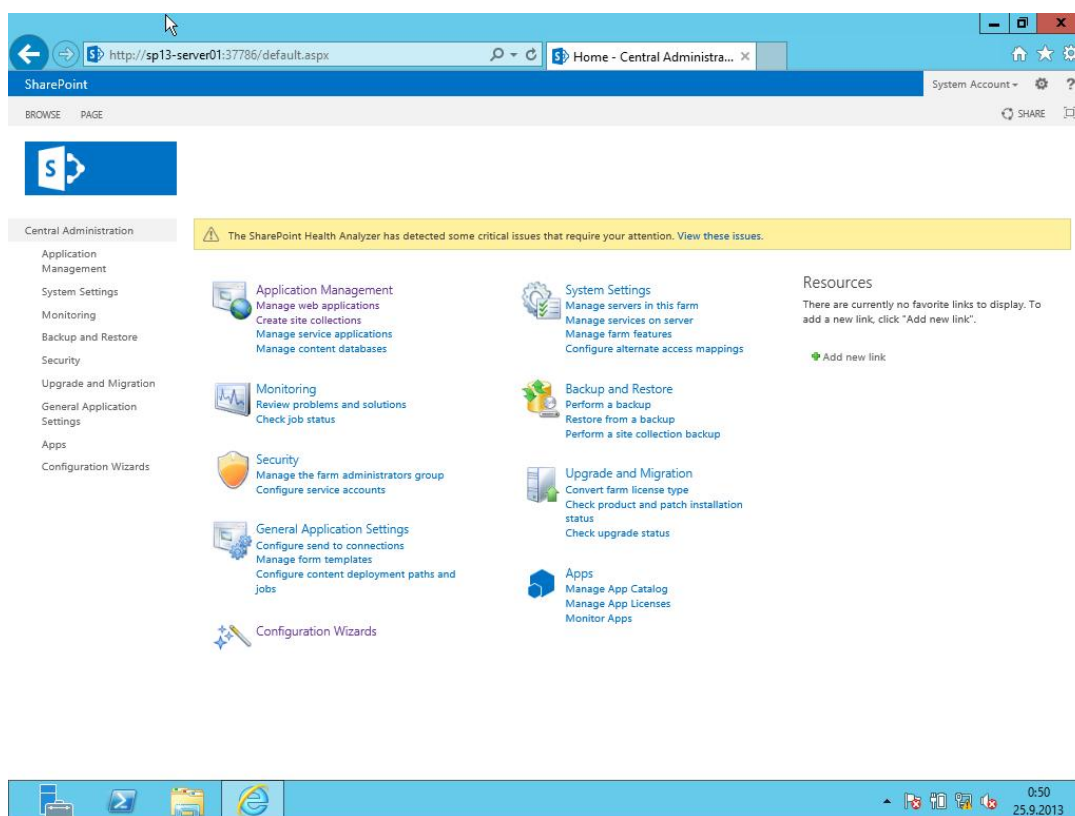 http://sp13-server01:37786/default.aspx
Home - Central Administra...
SharePoint
System Account
?
BROWSE PAGE
SHARE
S
Central Administration
Application
Management
System Settings
Monitoring
Backup and Restore
Security
Upgrade and Migration
General Application
Settings
Apps
Configuration Wizards
The SharePoint Health Analyzer has detected some critical issues that require your attention. View these issues.
Application Management
Manage web applications
Create site collections
Manage service applications
Manage content databases
Monitoring
Review problems and solutions
Check job status
Security
Manage the farm administrators group
Configure service accounts
General Application Settings
Configure send to connections
Manage form templates
Configure content deployment paths and
jobs
Configuration Wizards
System Settings
Manage servers in this farm
Manage services on server
Manage farm features
Configure alternate access mappings
Backup and Restore
Perform a backup
Restore from a backup
Perform a site collection backup
Upgrade and Migration
Convert farm license type
Check product and patch installation
status
Check upgrade status
Apps
Manage App Catalog
Manage App Licenses
Monitor Apps
Resources
There are currently no favorite links to display. To
add a new link, click "Add new link".
Add new link
0:50
25.9.2013